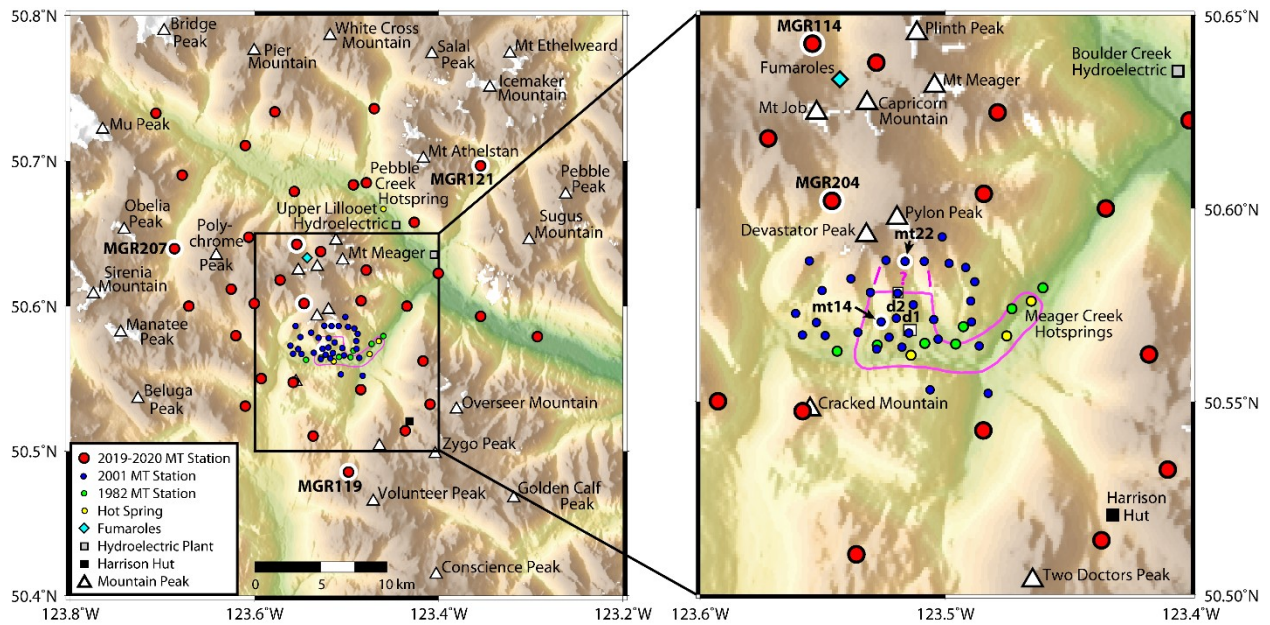 50.8°N
50.7°N
50.6°N
50.5°N
50.4°N
Bridge
Peak
Pier
Mountain
White Cross
Mountain
Salal
Peak
Mt Ethelweard
Icemaker
Mountain
Mu Peak
Mt Athelstan
MGR121
Pebble
Creek
Hotspring
Pebble
Peak
Obelia
Peak
Poly-
chrome
Peak
Upper Lillooet
Hydroelectric
Sugus
Mountain
MGR207
Mt Meager
Sirenia
Mountain
Manatee
Peak
Beluga
Peak
Overseer Mountain
Zygo Peak
MGR119
Volunteer Peak
Golden Calf
Peak
Conscience Peak
2019-2020 MT Station
2001 MT Station
1982 MT Station
Hot Spring
Fumaroles
Hydroelectric Plant
Harrison Hut
Mountain Peak
0 5 10 km
123.8°W
123.6°W
123.4°W
123.2°W
MGR114
Plinth Peak
Fumaroles
Boulder Creek
Hydroelectric
Mt Meager
Mt Job
Capricorn
Mountain
MGR204
Pylon Peak
Devastator Peak
mt22
?
mt14
d2
d1
Meager Creek
Hotsprings
Cracked Mountain
Harrison
Hut
Two Doctors Peak
50.65°N
50.60°N
50.55°N
50.50°N
123.6°W
123.5°W
123.4°W